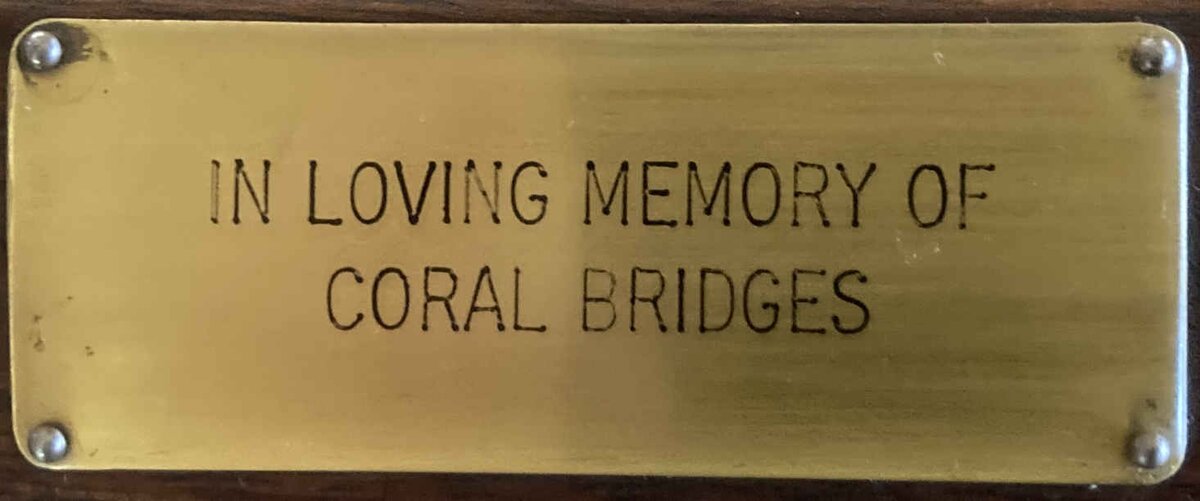 IN LOVING MEMORY OF
CORAL BRIDGES